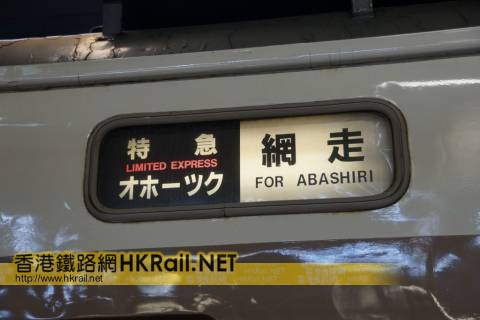 特急
LIMITED EXPRESS
オホーツク
網走
FOR ABASHIRI
香港鐵路網HKRail.NET
http://www.hkrail.net